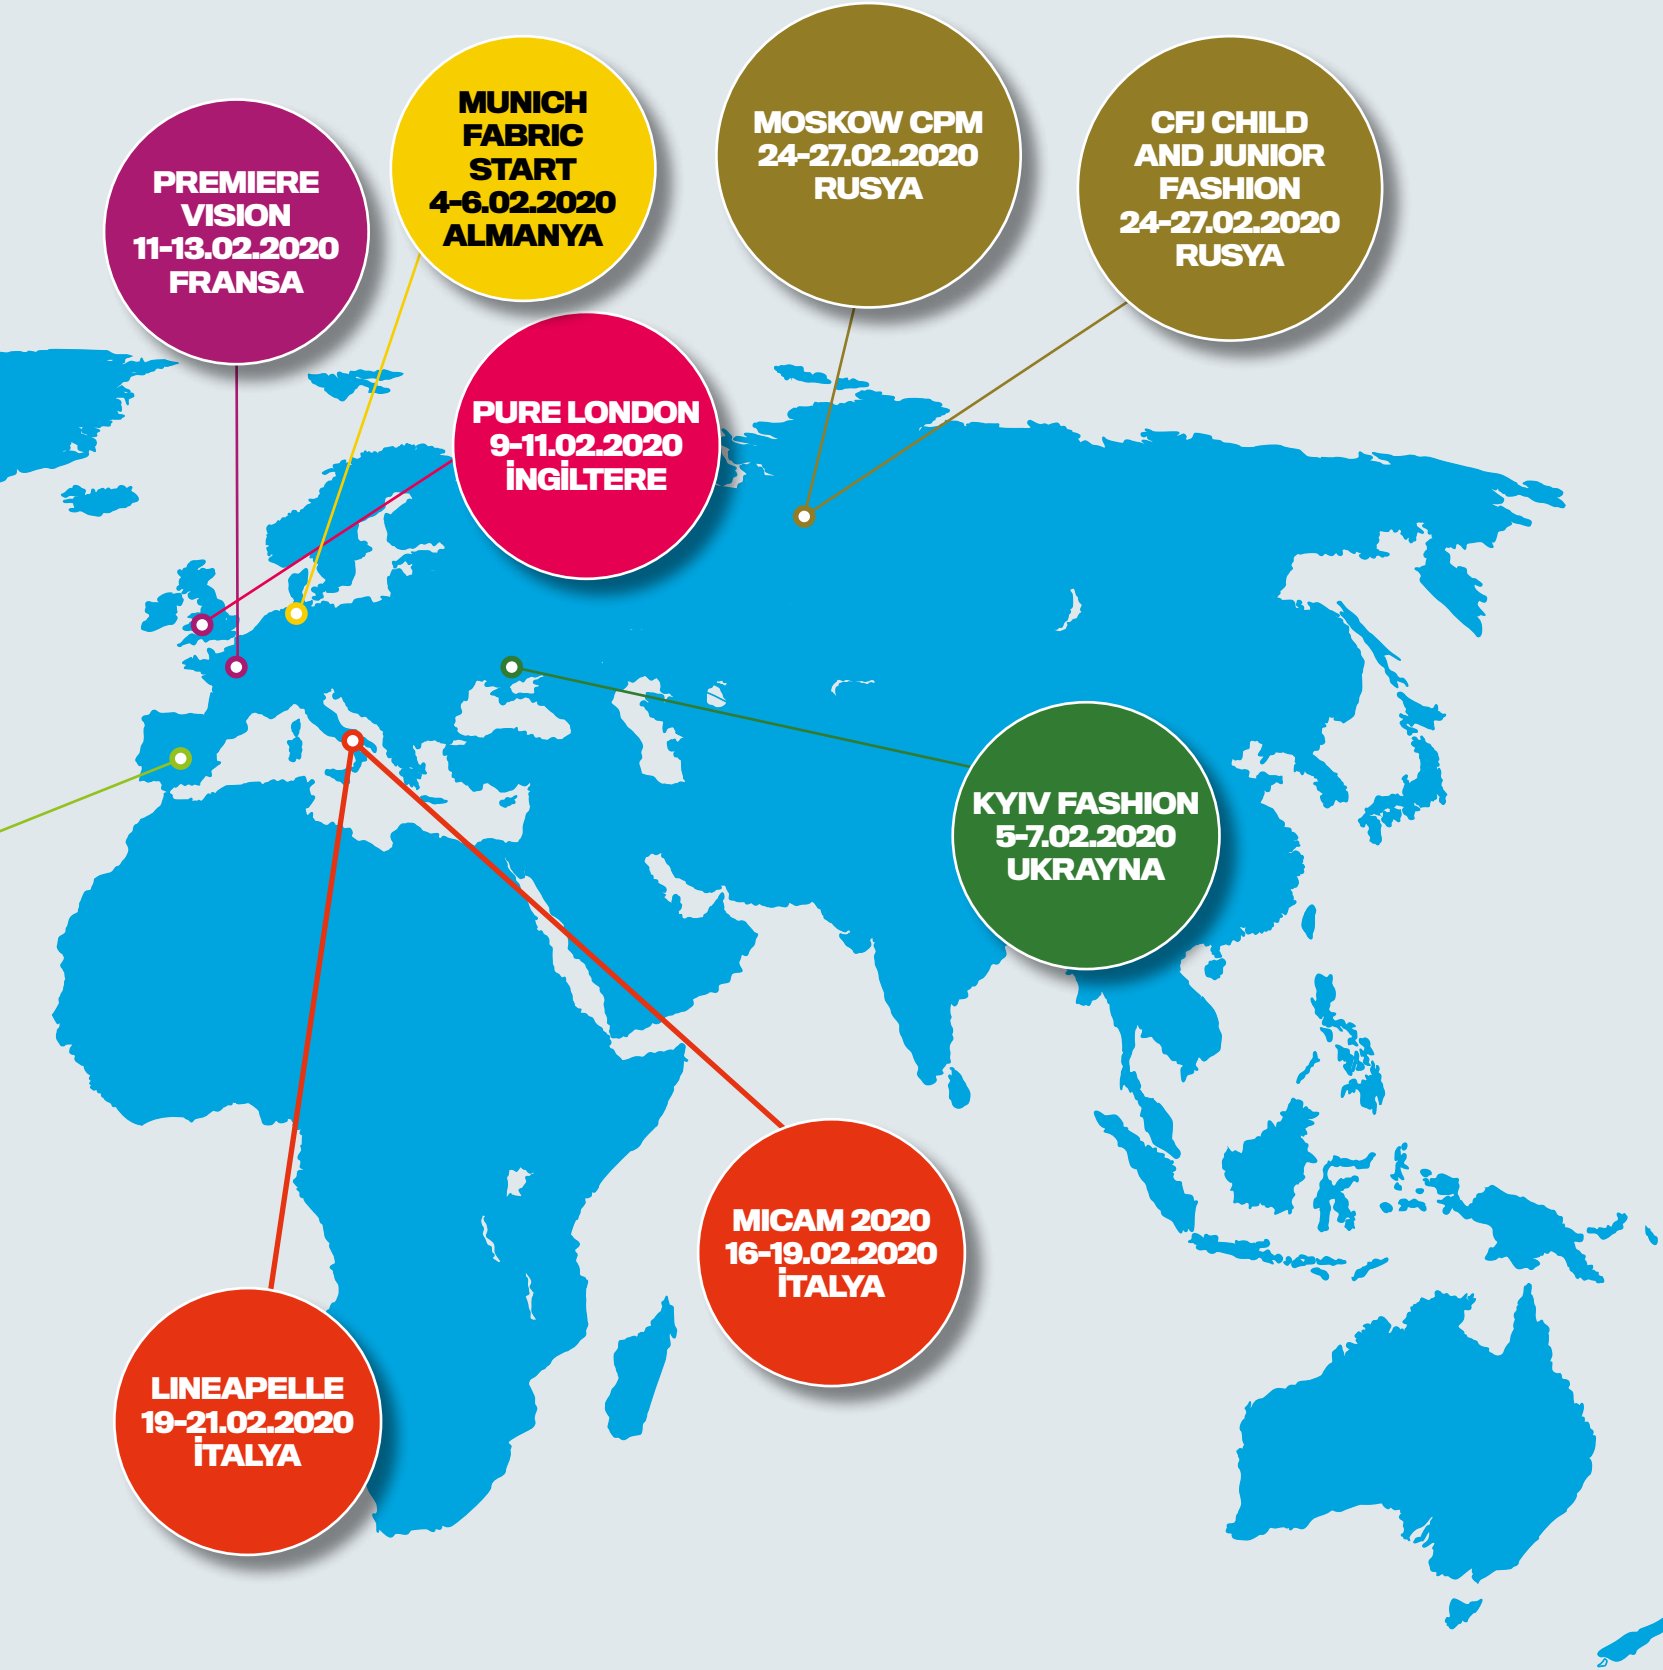 PREMIERE
VISION
11-13.02.2020
FRANSA
MUNICH
FABRIC
START
4-6.02.2020
ALMANYA
MOSKOW CPM
24-27.02.2020
RUSYA
CFJ CHILD
AND JUNIOR
FASHION
24-27.02.2020
RUSYA
PURE LONDON
9-11.02.2020
İNGİLTERE
KYIV FASHION
5-7.02.2020
UKRAYNA
MICAM 2020
16-19.02.2020
İTALYA
LINEAPELLE
19-21.02.2020
İTALYA